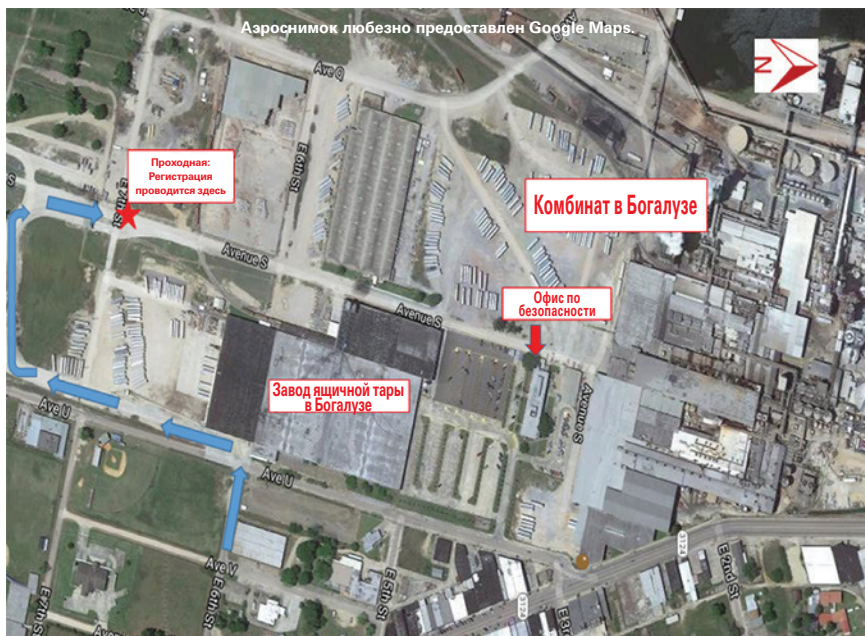 Аэроснимок любезно предоставлен Google Maps.
Ave Q
N
Проходная:
Регистрация
проводится здесь
E 6th St
E 7th St
S
Комбинат в Богалузе
Avenue S
Офис по
безопасности
Avenue S
Завод ящичной тары
в Богалузе
Avenue S
Ave U
Ave U
3124
E 2nd St
Ave V
E 5th St
E 6th St
E 7th St
3124
E 3rd